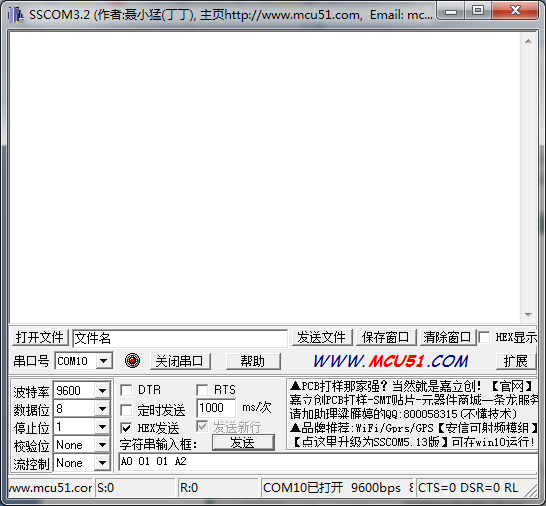 SSCOM3.2 (作者:聂小猛(丁丁), 主页http://www.mcu51.com, Email: mc...
打开文件 文件名 发送文件 保存窗口 清除窗口 HEX显示
串口号 COM10 关闭串口 帮助 WWW.MCU51.COM 扩展
波特率 9600 DTR RTS
数据位 8 定时发送 1000 ms/次
停止位 1 HEX发送 发送新行
校验位 None 字符串输入框: 发送
流控制 None A0 01 01 A2
▲PCB打样那家强？当然就是嘉立创！【官网】
嘉立创PCB打样-SMT贴片-元器件商城一条龙服务
请加助理梁雁婷的QQ:800058315(不懂技术)
▲品牌推荐:WiFi/Gprs/GPS【安信可射频模组】
【点这里升级为SSCOM5.13版】可在win10运行!
www.mcu51.com S:0 R:0 COM10已打开 9600bps 8 CTS=0 DSR=0 RL